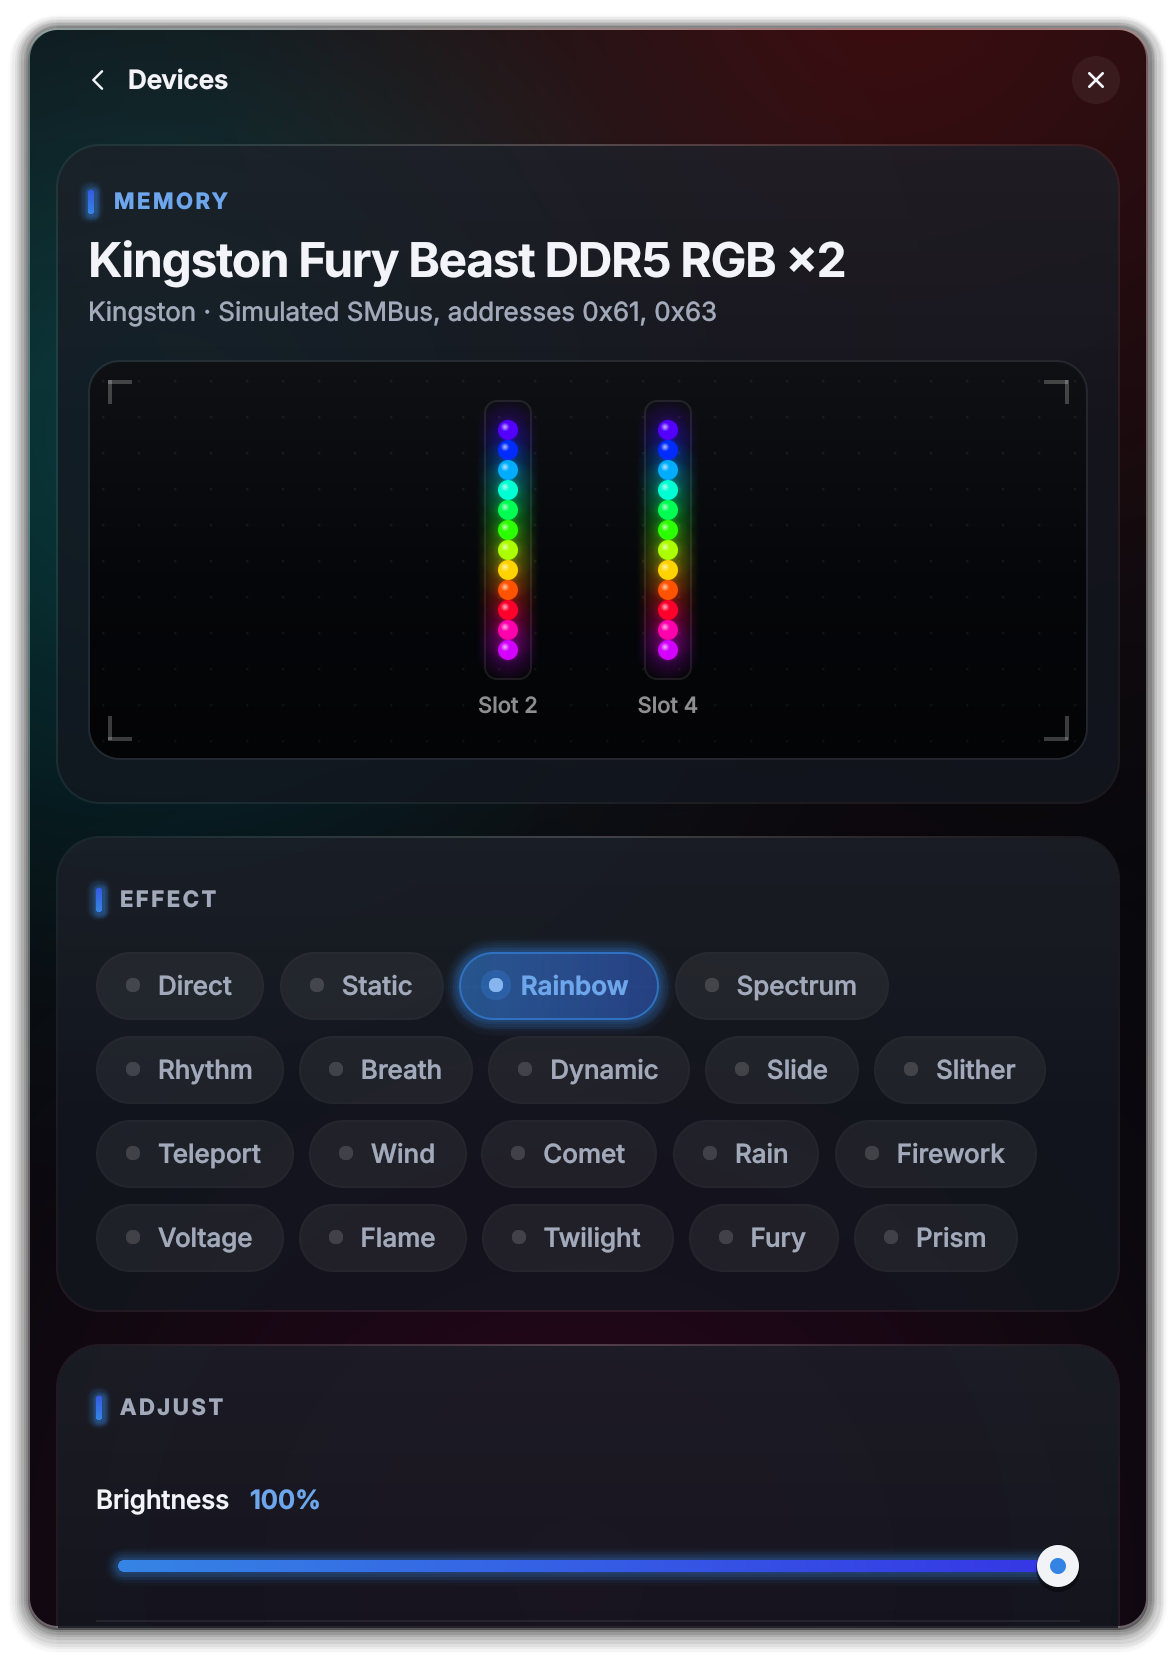 Devices
MEMORY
Kingston Fury Beast DDR5 RGB ×2
Kingston · Simulated SMBus, addresses 0x61, 0x63
Slot 2 Slot 4
EFFECT
Direct Static Rainbow Spectrum
Rhythm Breath Dynamic Slide Slither
Teleport Wind Comet Rain Firework
Voltage Flame Twilight Fury Prism
ADJUST
Brightness 100%